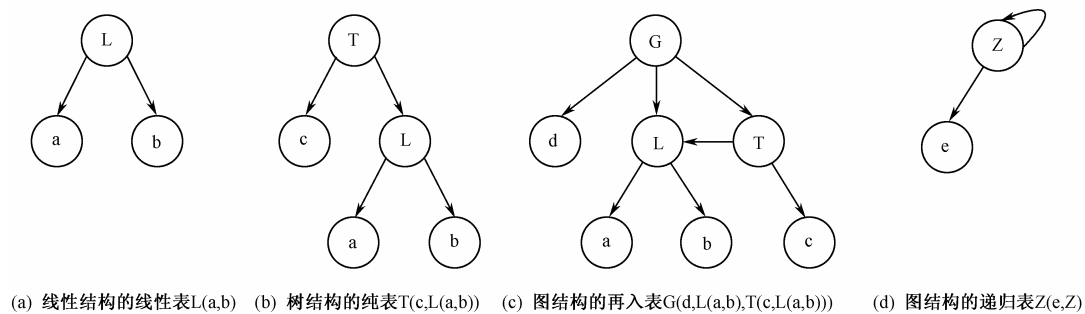 L
T
G
Z
a
b
c
L
d
L
T
e
a
b
a
b
c
(a) 线性结构的线性表L(a,b)
(b) 树结构的纯表T(c,L(a,b))
(c) 图结构的再入表G(d,L(a,b),T(c,L(a,b)))
(d) 图结构的递归表Z(e,Z)